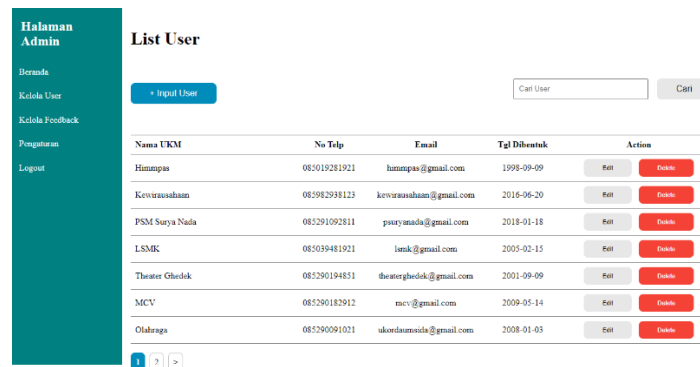 Halaman
Admin
Beranda
Kelola User
Kelola Feedback
Pengaturan
Logout
List User
+ Input User
Cari User
Cari
Nama UKM No Telp Email Tgl Dibentuk Action
Himmpas 085019281921 himmpas@gmail.com 1998-09-09 Edit Delete
Kewirausahaan 085982938123 kewirausahaan@gmail.com 2016-06-20 Edit Delete
PSM Surya Nada 085291092811 psuryanada@gmail.com 2018-01-18 Edit Delete
LSMK 085039481921 lsmk@gmail.com 2005-02-15 Edit Delete
Theater Ghedek 085290194851 theaterghedek@gmail.com 2001-09-09 Edit Delete
MCV 085290182912 mcv@gmail.com 2009-05-14 Edit Delete
Olahraga 085290091021 ukordaumsida@gmail.com 2008-01-03 Edit Delete
1 2 >